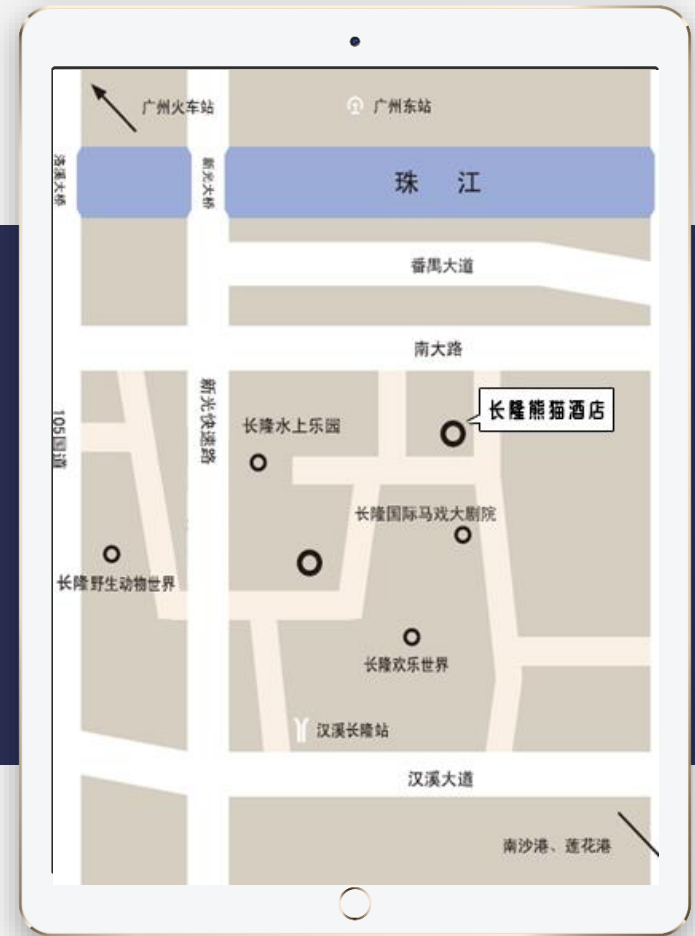 广州火车站
广州东站
洛溪大桥
新光大桥
珠 江
番禺大道
南大路
105国道
新光快速路
长隆水上乐园
长隆熊猫酒店
长隆国际马戏大剧院
长隆野生动物世界
长隆欢乐世界
汉溪长隆站
汉溪大道
南沙港、莲花港